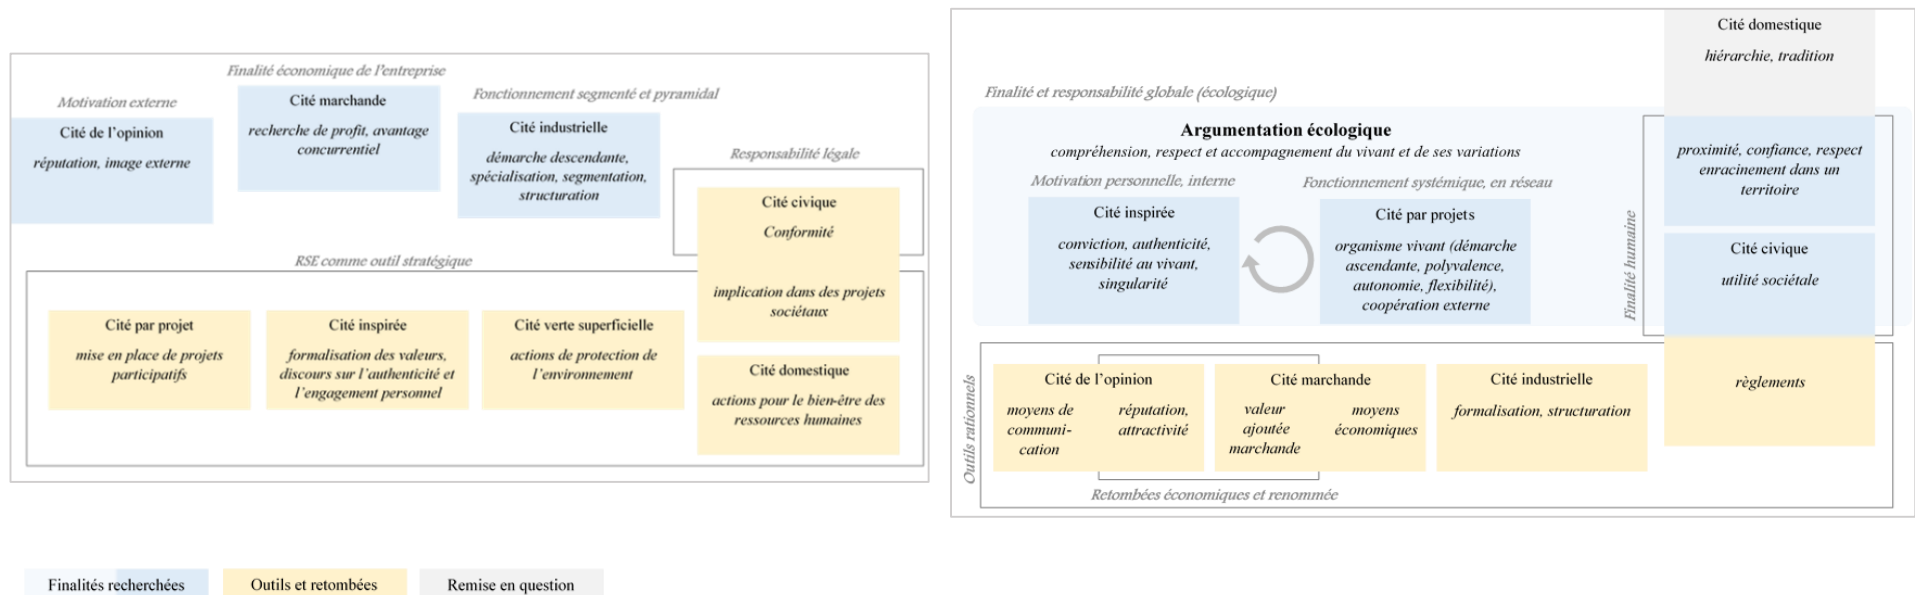 Finalité économique de l'entreprise
Motivation externe
Cité de l'opinion
réputation, image externe
Cité marchande
recherche de profit, avantage
concurrentiel
Fonctionnement segmenté et pyramidal
Cité industrielle
démarche descendante,
spécialisation, segmentation,
structuration
Responsabilité légale
Cité civique
Conformité
implication dans des projets
sociétaux
RSE comme outil stratégique
Cité par projet
mise en place de projets
participatifs
Cité inspirée
formalisation des valeurs,
discours sur l'authenticité et
l'engagement personnel
Cité verte superficielle
actions de protection de
l'environnement
Cité domestique
actions pour le bien-être des
ressources humaines
Cité domestique
hiérarchie, tradition
Finalité et responsabilité globale (écologique)
Argumentation écologique
compréhension, respect et accompagnement du vivant et de ses variations
Motivation personnelle, interne
Cité inspirée
conviction, authenticité,
sensibilité au vivant,
singularité
Fonctionnement systémique, en réseau
Cité par projets
organisme vivant (démarche
ascendante, polyvalence,
autonomie, flexibilité),
coopération externe
Finalité humaine
proximité, confiance, respect
enracinement dans un
territoire
Cité civique
utilité sociétale
règlements
Outils rationnels
Cité de l'opinion
moyens de
communi-
cation
réputation,
attractivité
Cité marchande
valeur
ajoutée
marchande
moyens
économiques
Cité industrielle
formalisation, structuration
Retombées économiques et renommée
Finalités recherchées
Outils et retombées
Remise en question